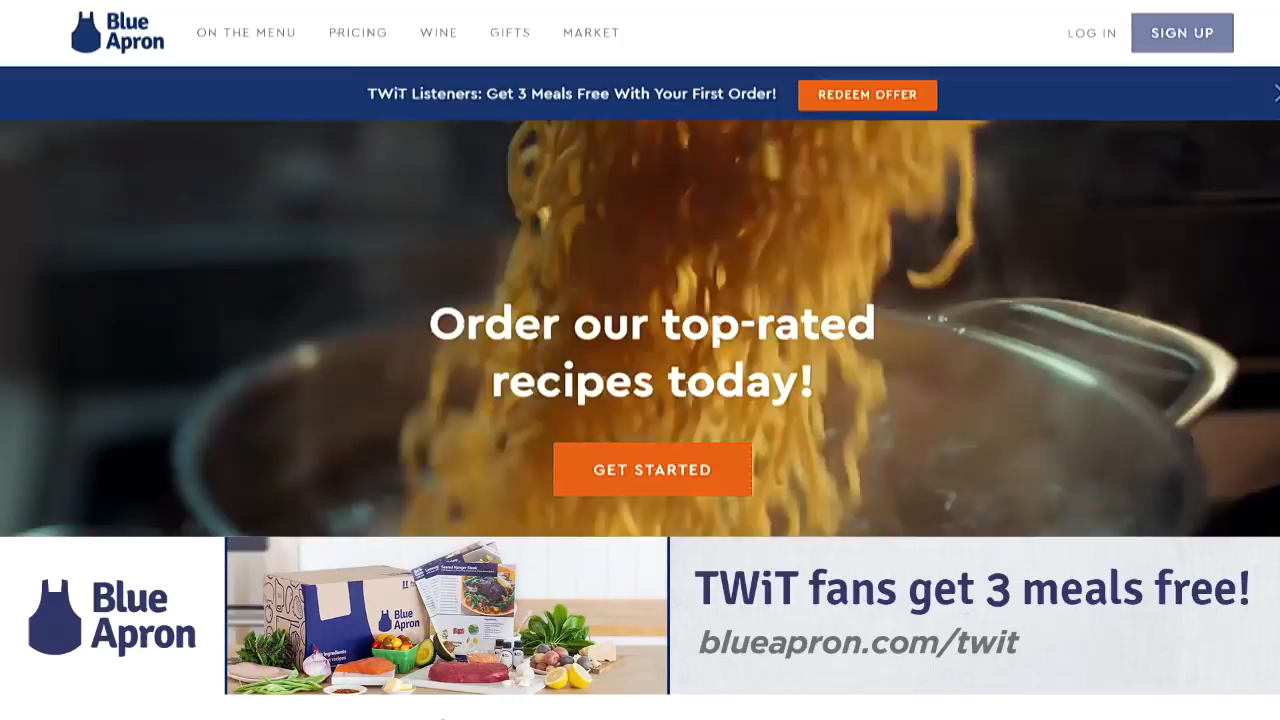 Blue
Apron
ON THE MENU
PRICING
WINE
GIFTS
MARKET
LOG IN
SIGN UP
TWiT Listeners: Get 3 Meals Free With Your First Order!
REDEEM OFFER
Order our top-rated
recipes today!
GET STARTED
Blue
Apron
Blue
Apron
TWiT fans get 3 meals free!
blueapron.com/twit